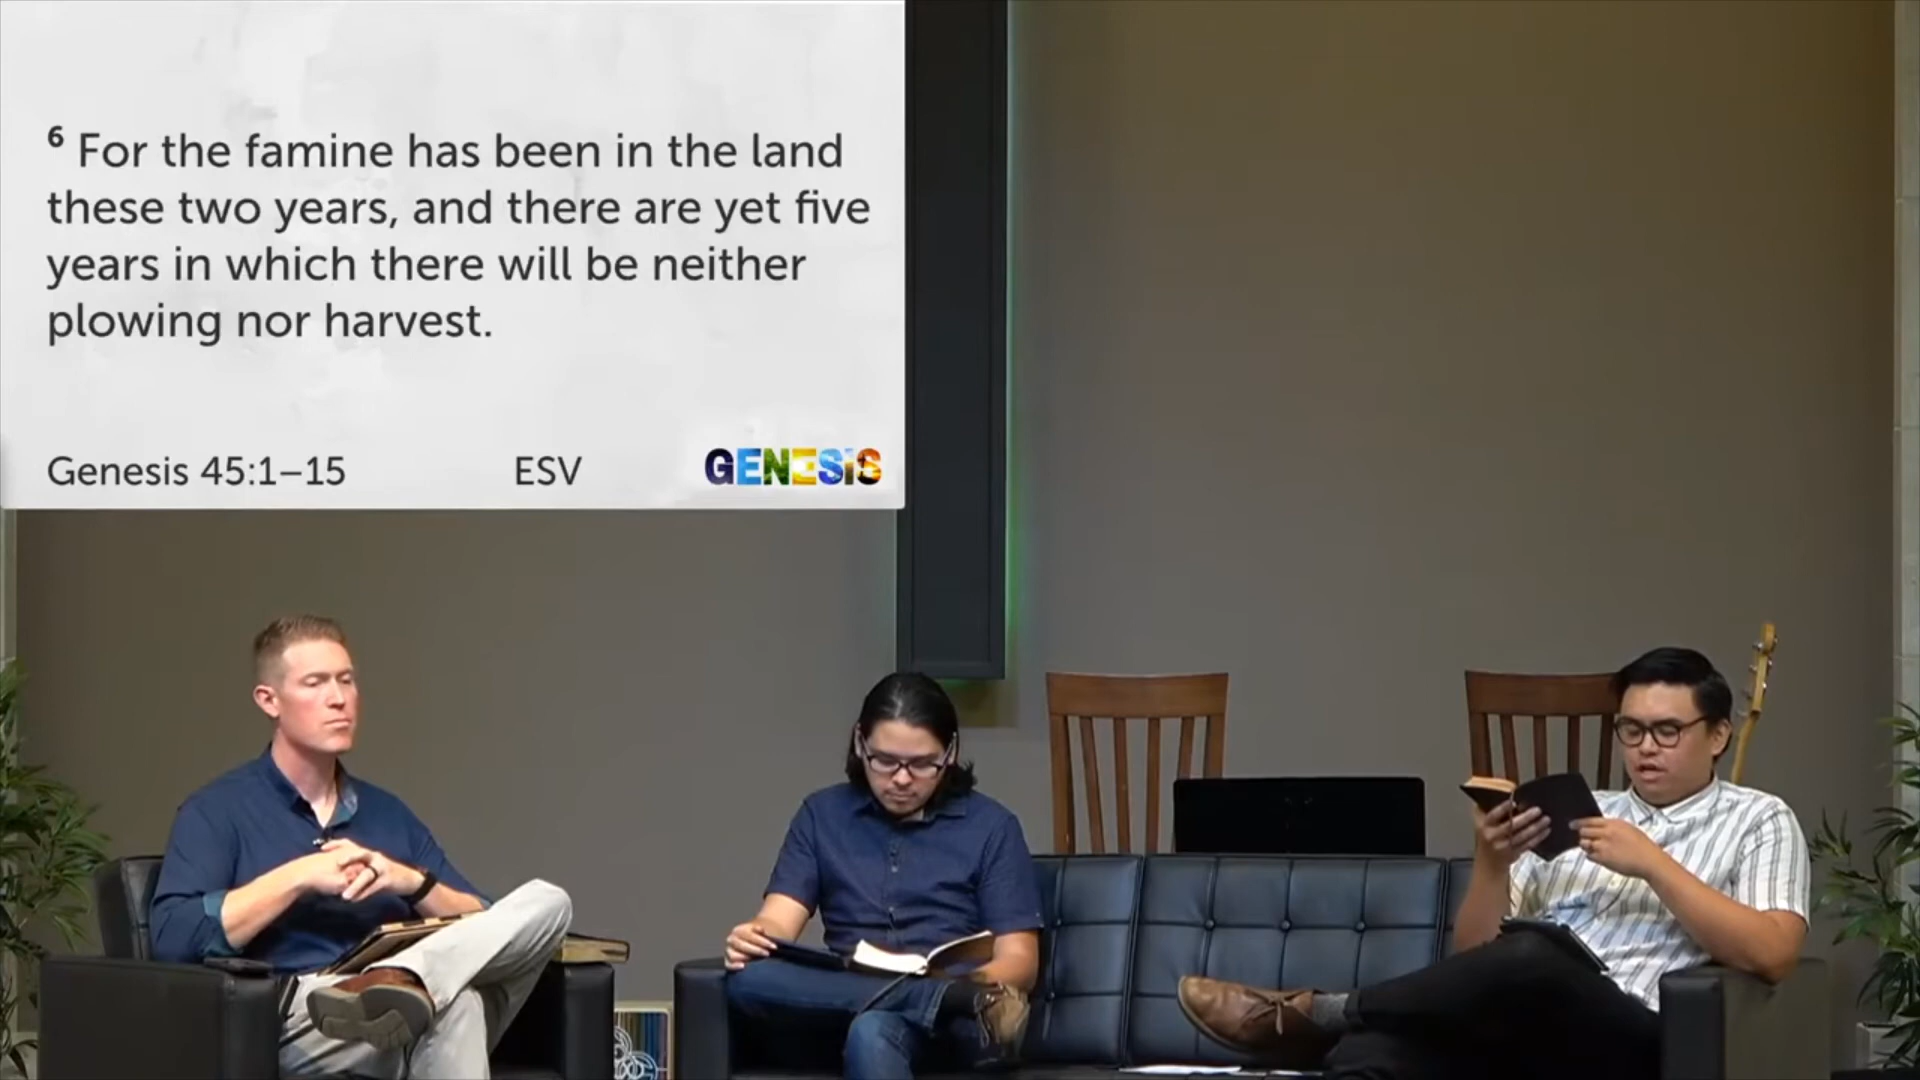 ⁶ For the famine has been in the land
these two years, and there are yet five
years in which there will be neither
plowing nor harvest.
Genesis 45:1–15 ESV GENESIS